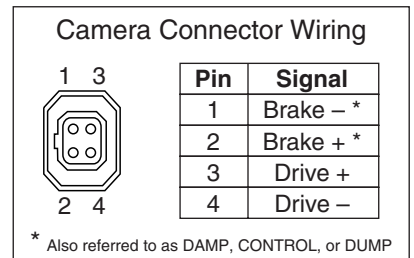 Camera Connector Wiring
1 3
2 4
Pin Signal
1 Brake – *
2 Brake + *
3 Drive +
4 Drive –
* Also referred to as DAMP, CONTROL, or DUMP